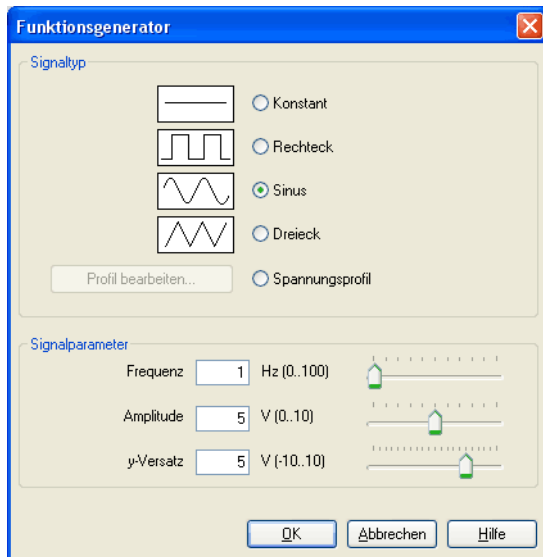 Funktionsgenerator
Signaltyp
Konstant
Rechteck
Sinus
Dreieck
Profil bearbeiten... Spannungsprofil
Signalparameter
Frequenz 1 Hz (0..100)
Amplitude 5 V (0..10)
y-Versatz 5 V (-10..10)
OK Abbrechen Hilfe